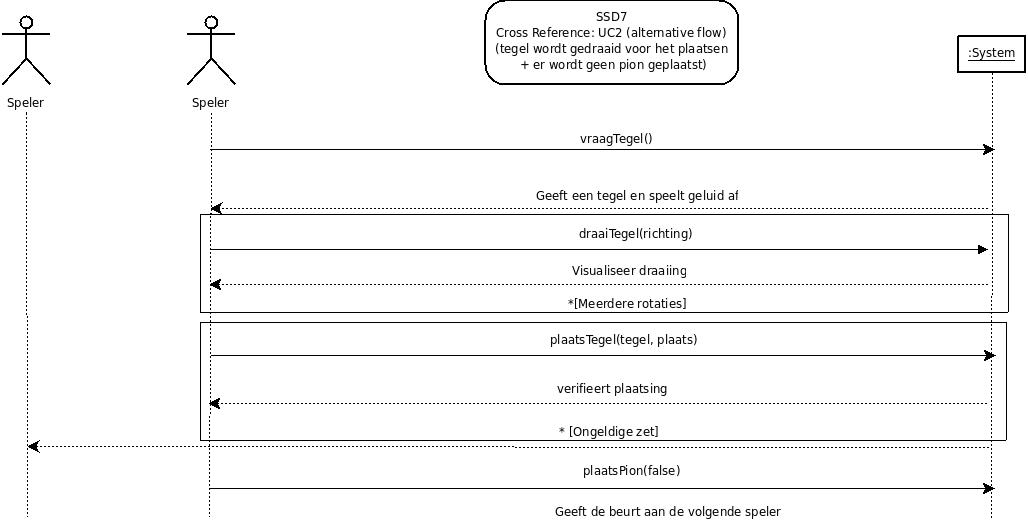 SSD7
Cross Reference: UC2 (alternative flow)
(tegel wordt gedraaid voor het plaatsen
+ er wordt geen pion geplaatst)
:System
Speler
Speler
vraagTegel()
Geeft een tegel en speelt geluid af
draaiTegel(richting)
Visualiseer draaiing
*[Meerdere rotaties]
plaatsTegel(tegel, plaats)
verifieert plaatsing
* [Ongeldige zet]
plaatsPion(false)
Geeft de beurt aan de volgende speler